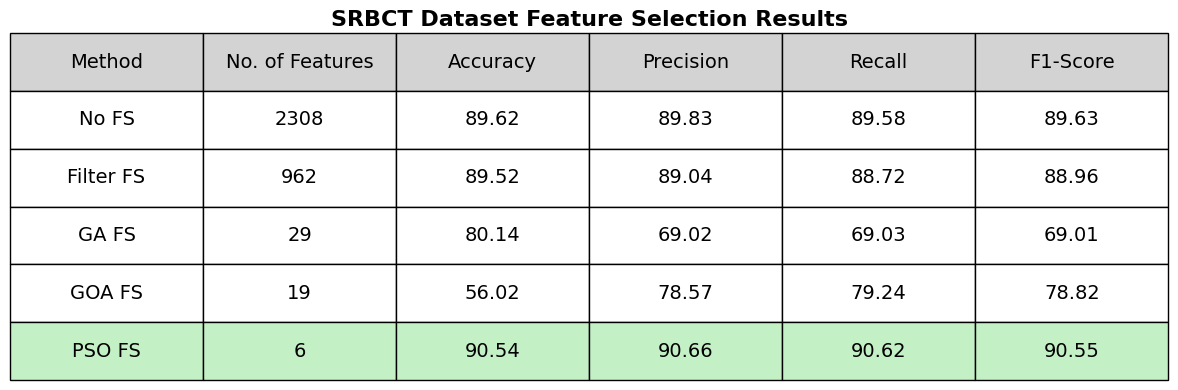 SRBCT Dataset Feature Selection Results
Method No. of Features Accuracy Precision Recall F1-Score
No FS 2308 89.62 89.83 89.58 89.63
Filter FS 962 89.52 89.04 88.72 88.96
GA FS 29 80.14 69.02 69.03 69.01
GOA FS 19 56.02 78.57 79.24 78.82
PSO FS 6 90.54 90.66 90.62 90.55